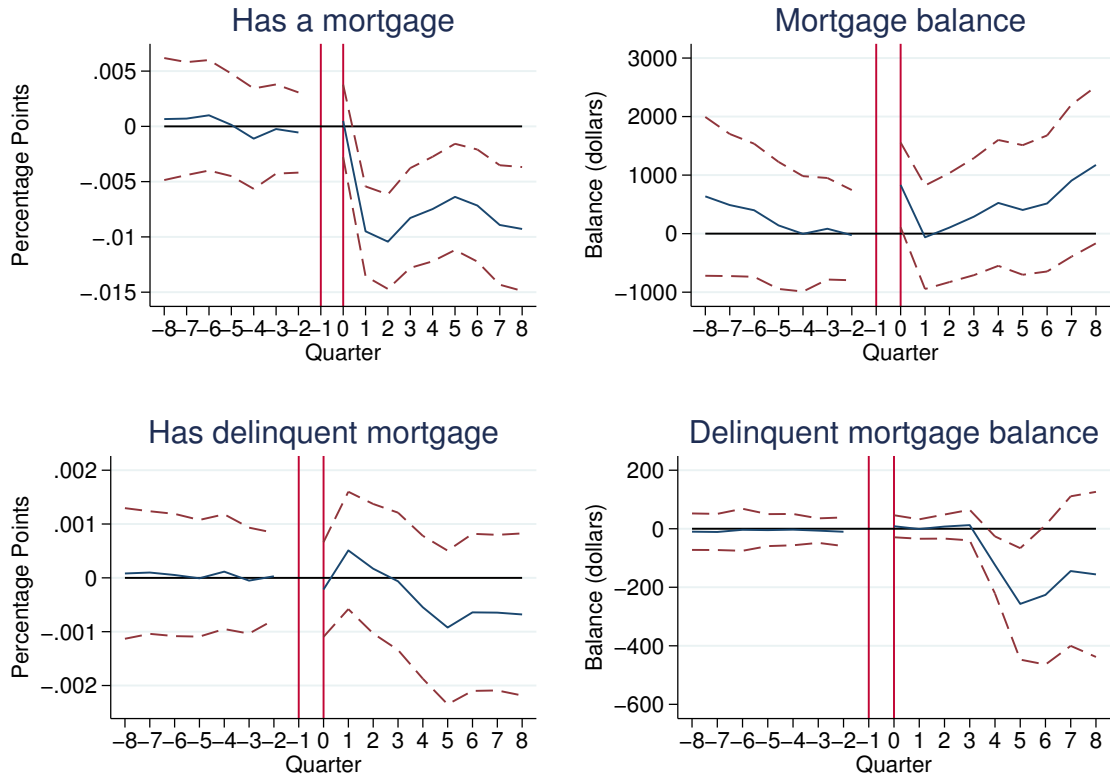 Has a mortgage
Percentage Points
.005
0
−.005
−.01
−.015
−8−7−6−5−4−3−2−1 0 1 2 3 4 5 6 7 8
Quarter
Mortgage balance
Balance (dollars)
3000
2000
1000
0
−1000
−8−7−6−5−4−3−2−1 0 1 2 3 4 5 6 7 8
Quarter
Has delinquent mortgage
Percentage Points
.002
.001
0
−.001
−.002
−8−7−6−5−4−3−2−1 0 1 2 3 4 5 6 7 8
Quarter
Delinquent mortgage balance
Balance (dollars)
200
0
−200
−400
−600
−8−7−6−5−4−3−2−1 0 1 2 3 4 5 6 7 8
Quarter